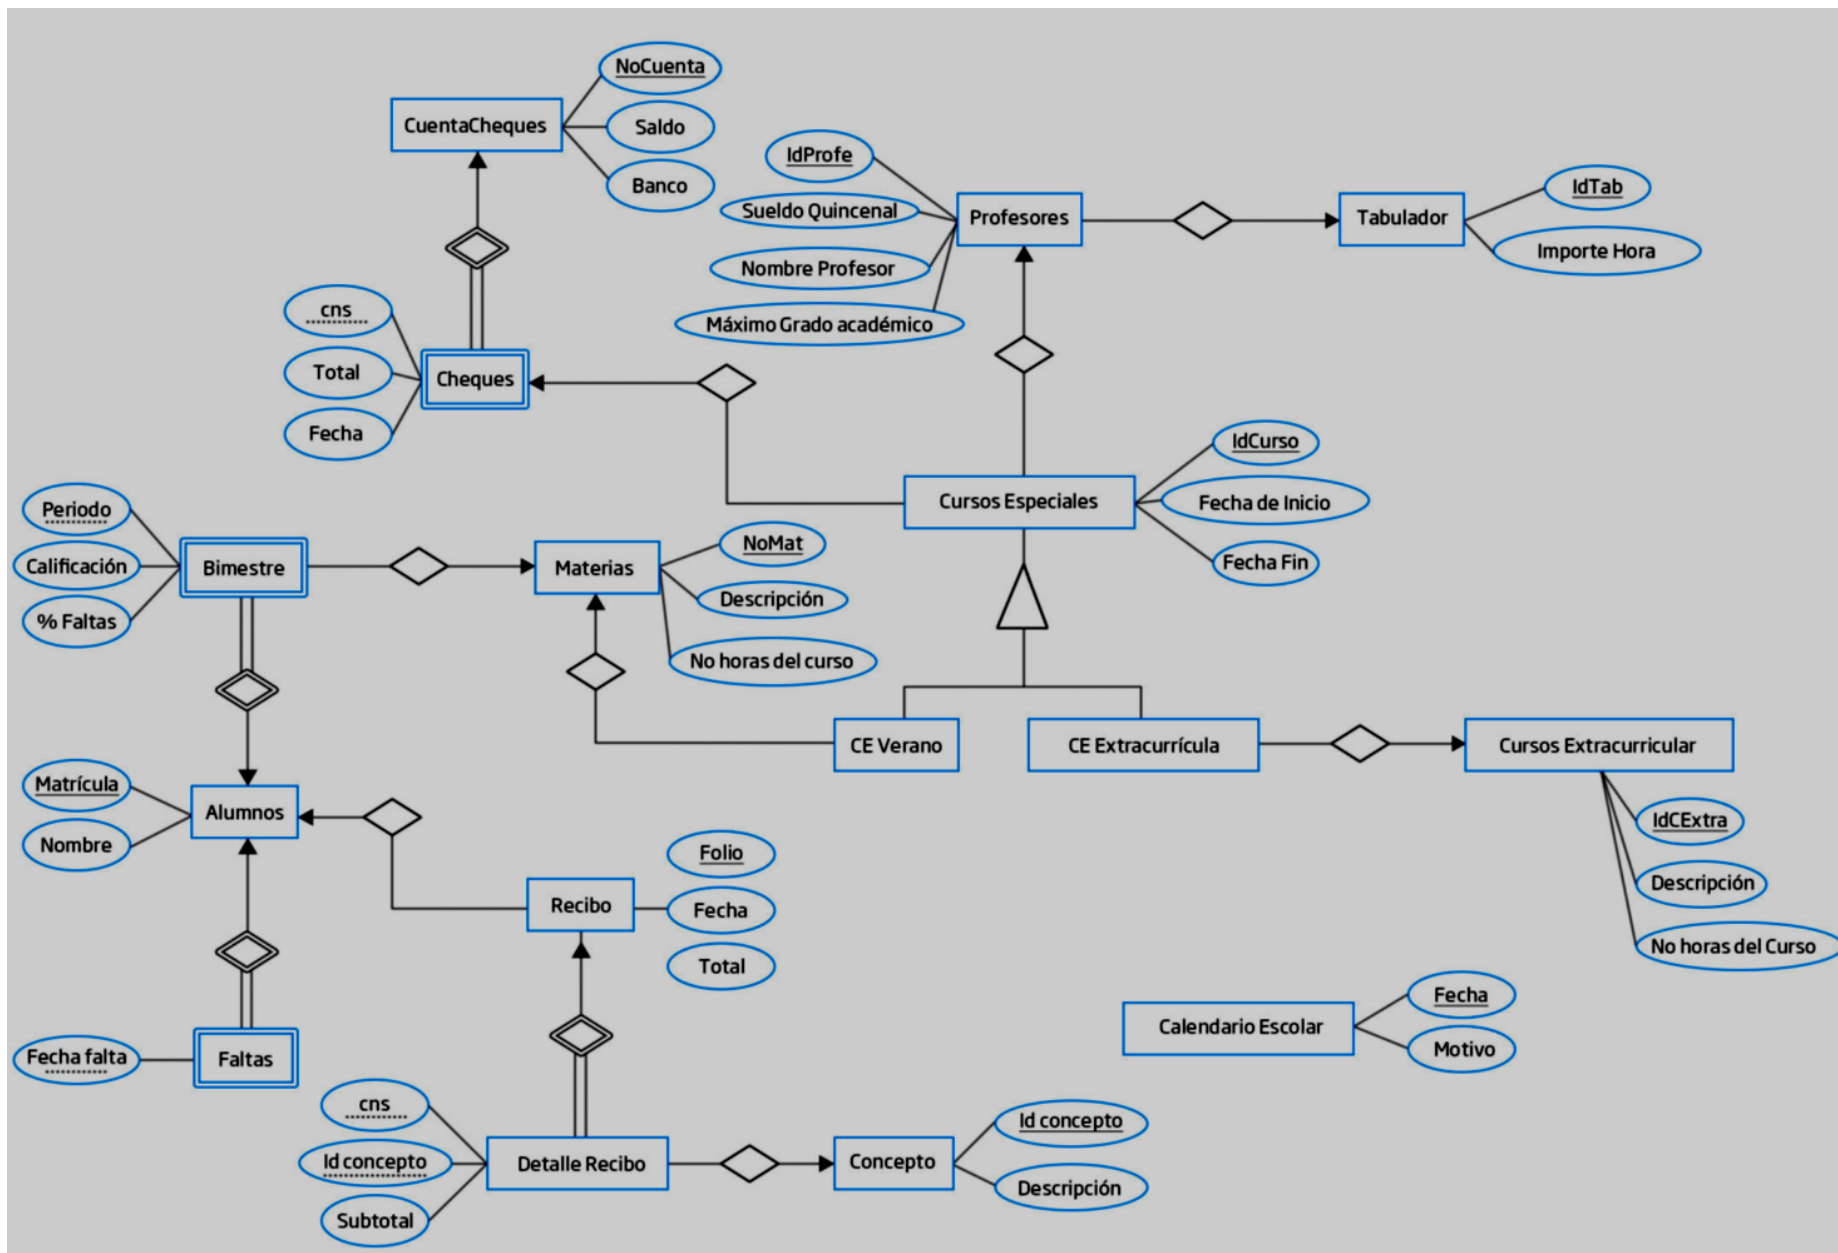 NoCuenta
CuentaCheques
Saldo
Banco
IdProfe
Sueldo Quincenal
Profesores
Nombre Profesor
Máximo Grado académico
Tabulador
IdTab
Importe Hora
cns
Total
Cheques
Fecha
IdCurso
Cursos Especiales
Fecha de Inicio
Fecha Fin
Periodo
Calificación
Bimestre
% Faltas
Materias
NoMat
Descripción
No horas del curso
CE Verano
CE Extracurrícula
Cursos Extracurricular
IdCExtra
Descripción
No horas del Curso
Matrícula
Alumnos
Nombre
Folio
Recibo
Fecha
Total
Fecha falta
Faltas
Calendario Escolar
Fecha
Motivo
cns
Id concepto
Detalle Recibo
Subtotal
Concepto
Id concepto
Descripción